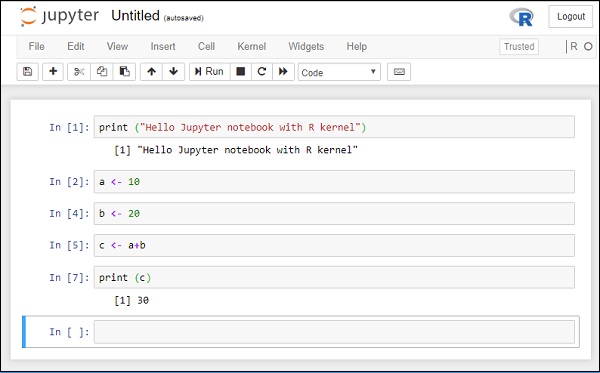 jupyter Untitled (autosaved) R Logout
File Edit View Insert Cell Kernel Widgets Help Trusted R
Run Code
In [1]: print ("Hello Jupyter notebook with R kernel")
[1] "Hello Jupyter notebook with R kernel"
In [2]: a <- 10
In [4]: b <- 20
In [5]: c <- a+b
In [7]: print (c)
[1] 30
In [ ]: